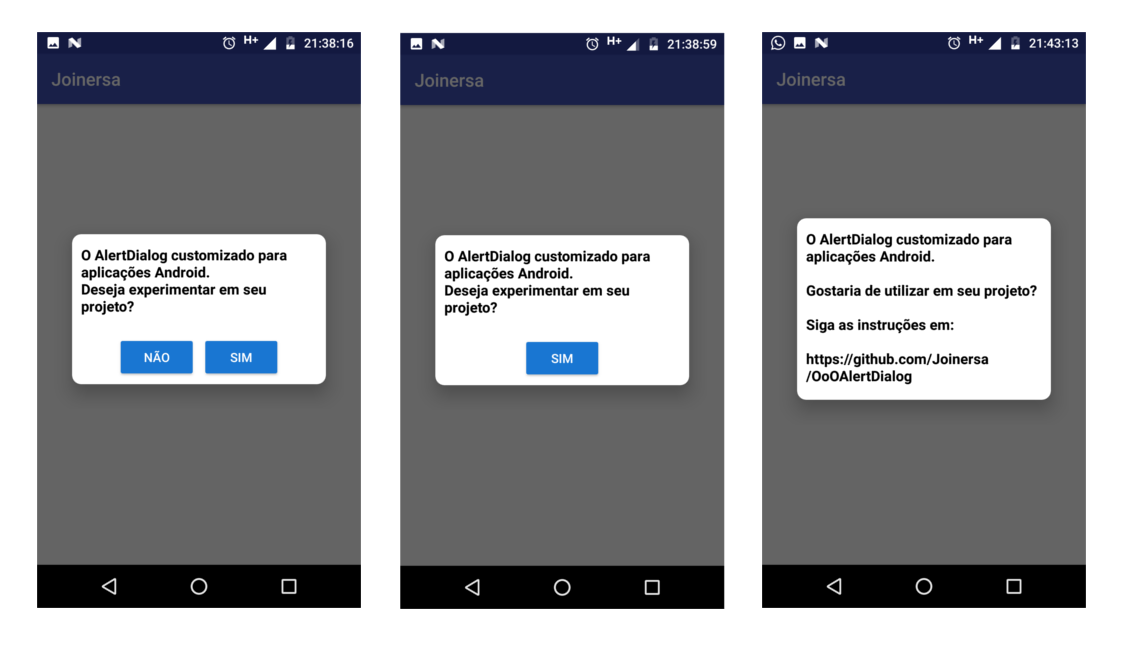 H+ 21:38:16
Joinersa
O AlertDialog customizado para
aplicações Android.
Deseja experimentar em seu
projeto?
NÃO SIM
H+ 21:38:59
Joinersa
O AlertDialog customizado para
aplicações Android.
Deseja experimentar em seu
projeto?
SIM
H+ 21:43:13
Joinersa
O AlertDialog customizado para
aplicações Android.
Gostaria de utilizar em seu projeto?
Siga as instruções em:
https://github.com/Joinersa
/OoOAlertDialog